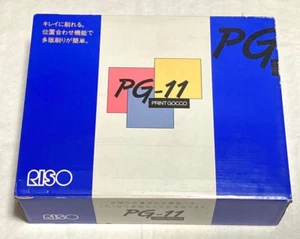 キレイに刷れる。
位置合わせ機能で
多版刷りが簡単。
PG
PG-11
PRINT GOCCO
RISO
PG-11